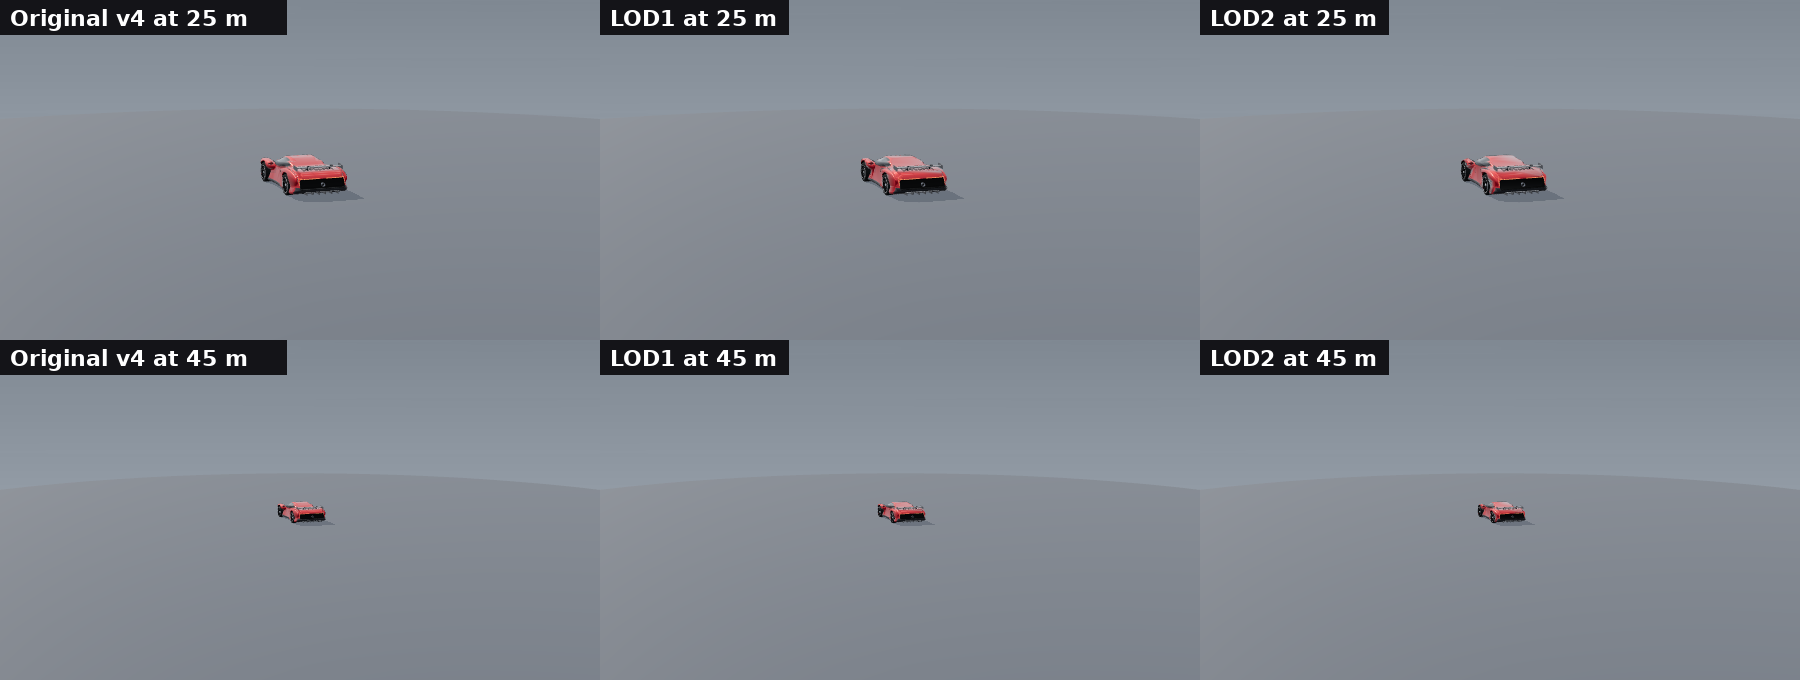 Original v4 at 25 m
LOD1 at 25 m
LOD2 at 25 m
Original v4 at 45 m
LOD1 at 45 m
LOD2 at 45 m